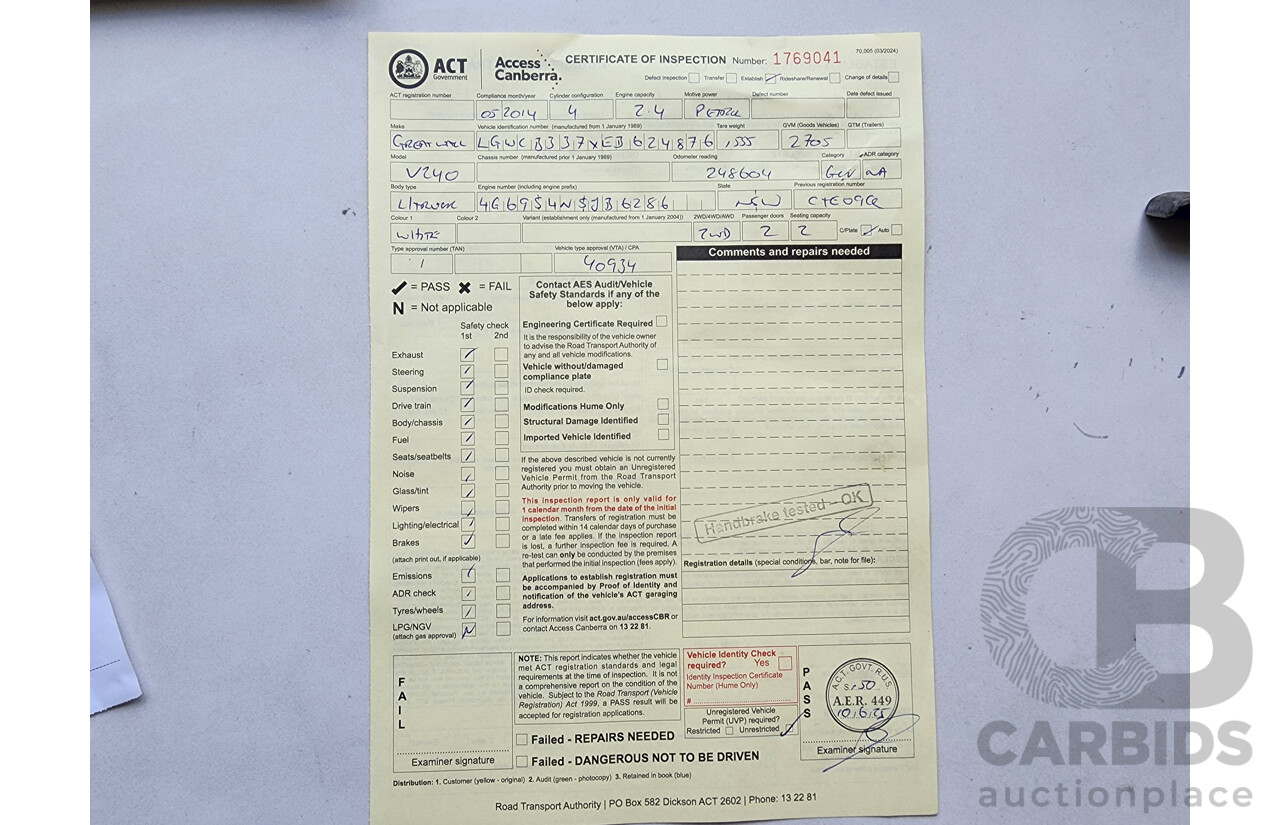 70.005 (03/2024)
ACT Government
Access Canberra.
CERTIFICATE OF INSPECTION Number: 1769041
Defect inspection Transfer Establish Rideshare/Renewal Change of details
ACT registration number Compliance month/year Cylinder configuration Engine capacity Motive power Defect number Date defect issued
05 2014 4 2.4 PETROL
Make Vehicle identification number (manufactured from 1 January 1989) Tare weight GVM (Goods Vehicles) GTM (Trailers)
GREAT WALL LGWCB337XEB624876 1555 2705
Model Chassis number (manufactured prior 1 January 1989) Odometer reading Category ADR category
V240 248604 NA
Body type Engine number (including engine prefix) State Previous registration number
4G69S4NSJB6286 NSW
Colour 1 Colour 2 Variant (establishment only (manufactured from 1 January 2004)) 2WD/4WD/AWD Passenger doors Seating capacity
WHITE 2WD 2 2 C/Plate Auto
Type approval number (TAN) Vehicle type approval (VTA) / CPA
/ 40934
Comments and repairs needed
✓ = PASS ✖ = FAIL
N = Not applicable
Safety check
1st 2nd
Exhaust
Steering
Suspension
Drive train
Body/chassis
Fuel
Seats/seatbelts
Noise
Glass/tint
Wipers
Lighting/electrical
Brakes
(attach print out, if applicable)
Emissions
ADR check
Tyres/wheels
LPG/NGV N
(attach gas approval)
Contact AES Audit/Vehicle
Safety Standards if any of the
below apply:
Engineering Certificate Required
It is the responsibility of the vehicle owner
to advise the Road Transport Authority of
any and all vehicle modifications.
Vehicle without/damaged
compliance plate
ID check required.
Modifications Hume Only
Structural Damage Identified
Imported Vehicle Identified
If the above described vehicle is not currently
registered you must obtain an Unregistered
Vehicle Permit from the Road Transport
Authority prior to moving the vehicle.
This inspection report is only valid for
1 calendar month from the date of the initial
inspection. Transfers of registration must be
completed within 14 calendar days of purchase
or a late fee applies. If the inspection report
is lost, a further inspection fee is required. A
re-test can only be conducted by the premises
that performed the initial inspection (fees apply).
Applications to establish registration must
be accompanied by Proof of Identity and
notification of the vehicle's ACT garaging
address.
For information visit act.gov.au/accessCBR or
contact Access Canberra on 13 22 81.
Handbrake tested - OK
Registration details (special conditions, bar, note for file):
FAIL
Examiner signature
NOTE: This report indicates whether the vehicle
met ACT registration standards and legal
requirements at the time of inspection. It is not
a comprehensive report on the condition of the
vehicle. Subject to the Road Transport (Vehicle
Registration) Act 1999, a PASS result will be
accepted for registration applications.
Failed - REPAIRS NEEDED
Failed - DANGEROUS NOT TO BE DRIVEN
Vehicle Identity Check
required? Yes
Identity Inspection Certificate
Number (Hume Only)
#
Unregistered Vehicle
Permit (UVP) required?
Restricted Unrestricted
PASS
A.C.T. GOVT. R.U.S.
A.E.R. 449
10.6.25
Examiner signature
Distribution: 1. Customer (yellow - original) 2. Audit (green - photocopy) 3. Retained in book (blue)
Road Transport Authority | PO Box 582 Dickson ACT 2602 | Phone: 13 22 81
CB
CARBIDS
auctionplace